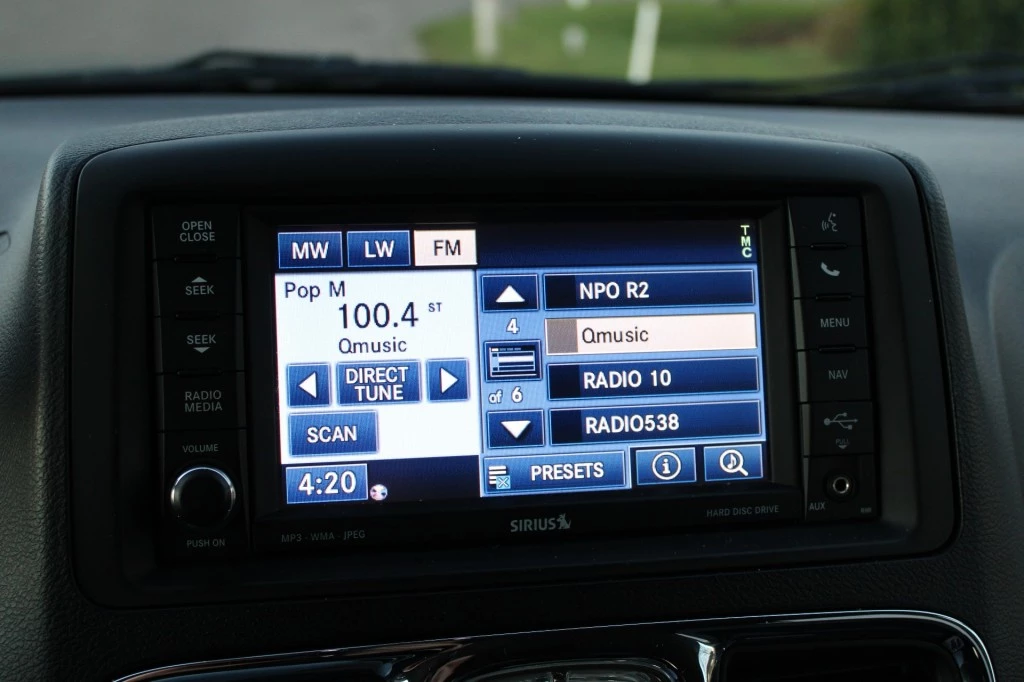 OPEN
CLOSE
SEEK
SEEK
RADIO
MEDIA
VOLUME
PUSH ON
MW LW FM
TMC
Pop M
100.4 ST
Qmusic
DIRECT
TUNE
SCAN
4:20
4
of 6
NPO R2
Qmusic
RADIO 10
RADIO538
PRESETS
MENU
NAV
PULL
AUX
MP3 - WMA - JPEG
SIRIUS
HARD DISC DRIVE